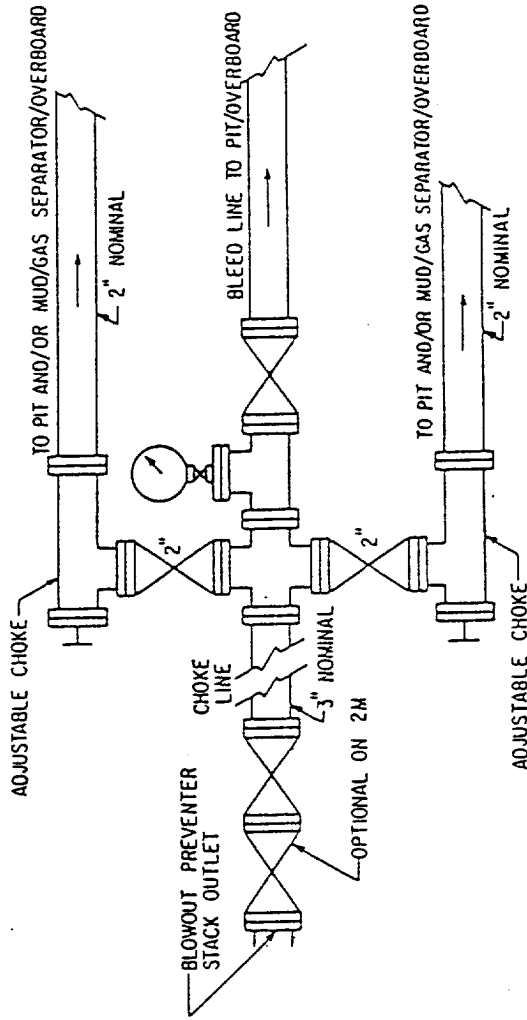 ADJUSTABLE CHOKE
TO PIT AND/OR MUD/GAS SEPARATOR/OVERBOARD
2" NOMINAL
2"
BLOWOUT PREVENTER
STACK OUTLET
CHOKE
LINE
BLEED LINE TO PIT/OVERBOARD
3" NOMINAL
OPTIONAL ON 2M
2"
TO PIT AND/OR MUD/GAS SEPARATOR/OVERBOARD
2" NOMINAL
ADJUSTABLE CHOKE